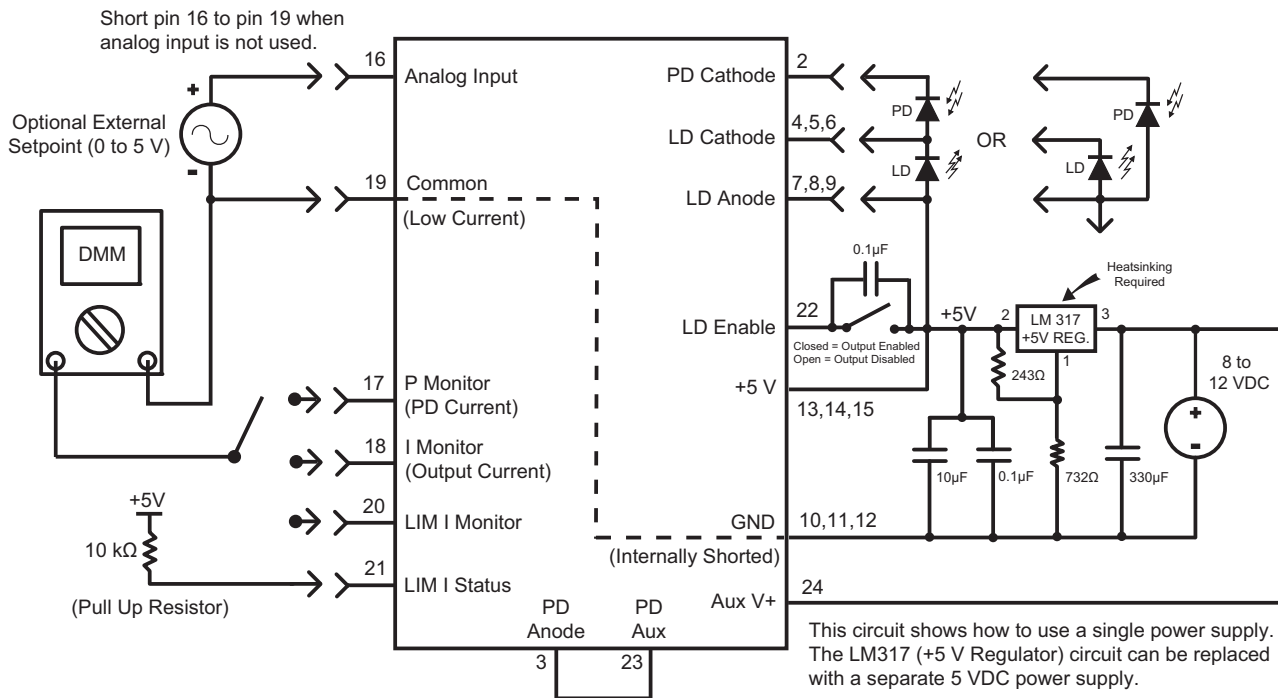 Short pin 16 to pin 19 when
analog input is not used.
16
Analog Input
+
Optional External
Setpoint (0 to 5 V)
-
19
Common
(Low Current)
DMM
17
P Monitor
(PD Current)
18
I Monitor
(Output Current)
+5V
20
LIM I Monitor
10 kΩ
21
LIM I Status
(Pull Up Resistor)
PD
Anode
3
PD
Aux
23
PD Cathode
2
LD Cathode
4,5,6
LD Anode
7,8,9
PD
LD
OR
PD
LD
0.1µF
LD Enable
22
Closed = Output Enabled
Open = Output Disabled
+5V
2
LM 317
+5V REG.
3
1
Heatsinking
Required
243Ω
8 to
12 VDC
+
-
+5 V
13,14,15
10µF
0.1µF
732Ω
330µF
GND
10,11,12
(Internally Shorted)
Aux V+
24
This circuit shows how to use a single power supply.
The LM317 (+5 V Regulator) circuit can be replaced
with a separate 5 VDC power supply.